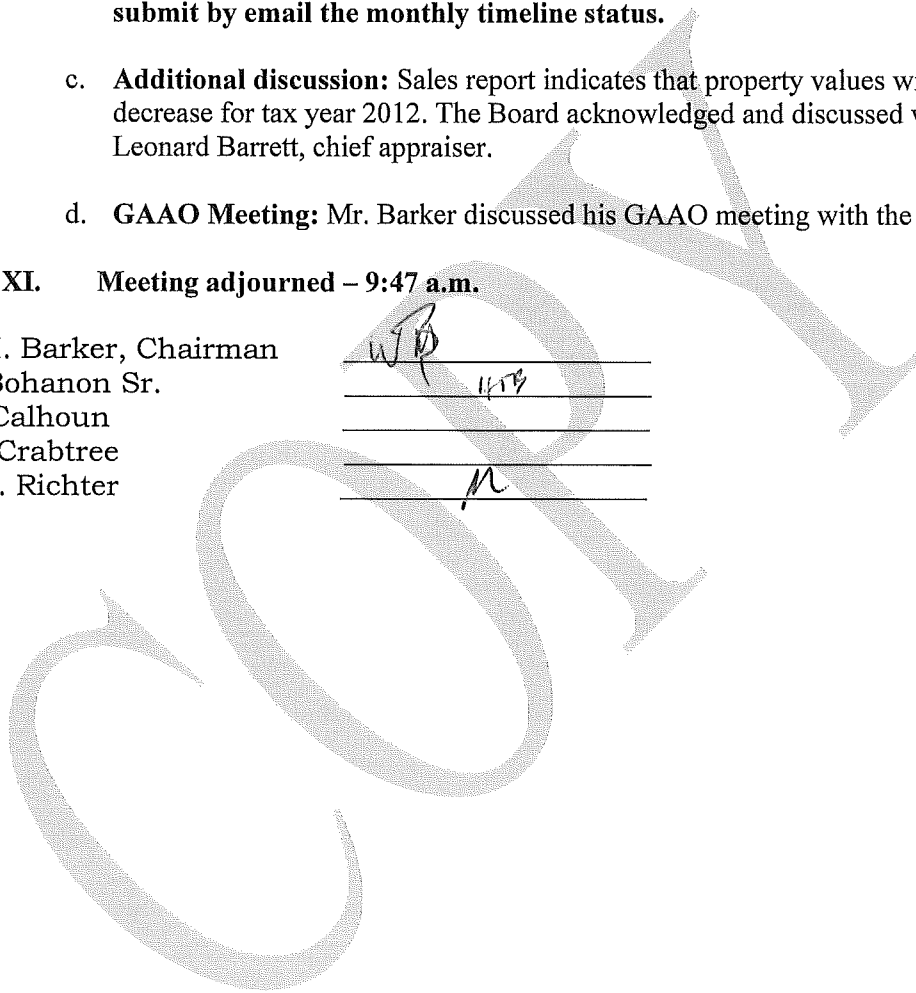 submit by email the monthly timeline status.
c. Additional discussion: Sales report indicates that property values
decrease for tax year 2012. The Board acknowledged and discussed
Leonard Barrett, chief appraiser.
d. GAAO Meeting: Mr. Barker discussed his GAAO meeting with the
XI. Meeting adjourned – 9:47 a.m.
Barker, Chairman
Bohanon Sr.
Calhoun
Crabtree
Richter
COPY